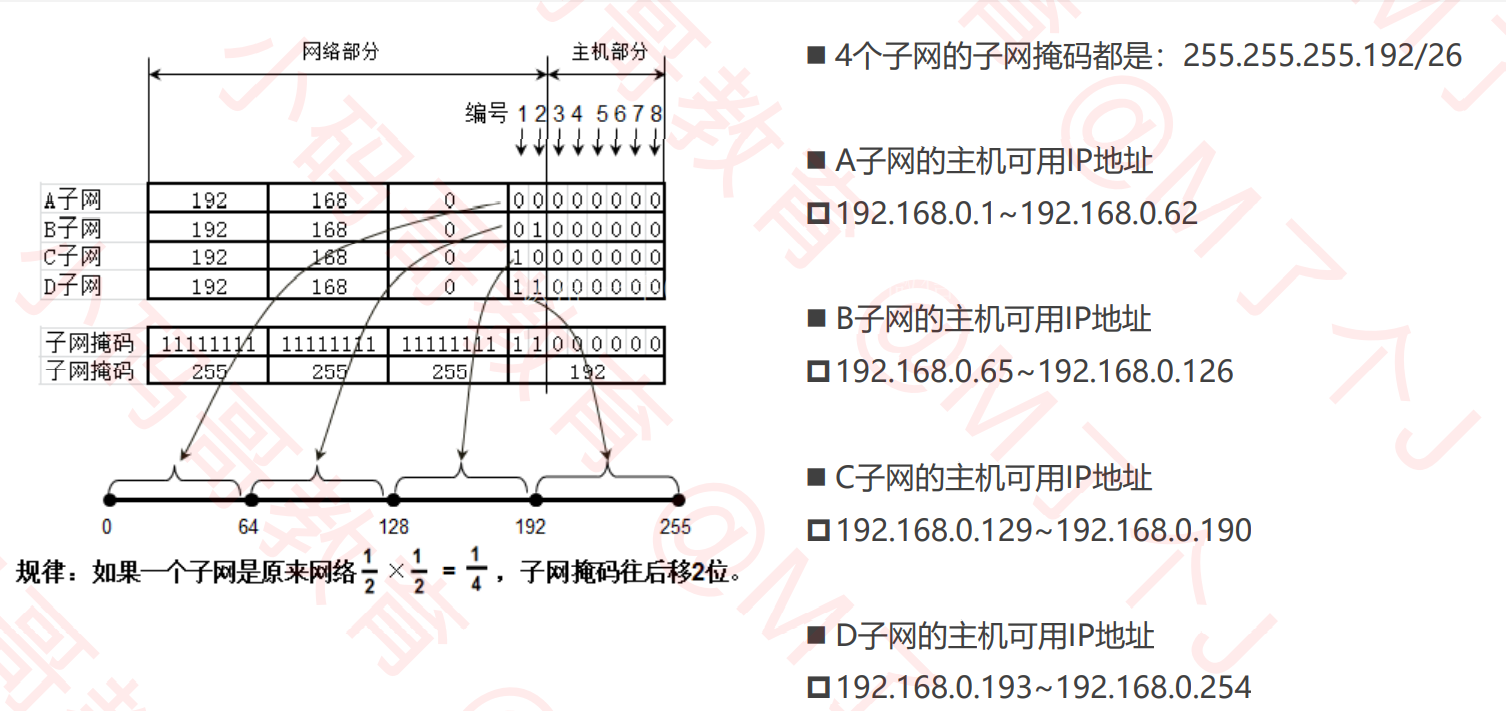 网络部分 主机部分
编号 1 2 3 4 5 6 7 8
A子网 192 168 0 0 0 0 0 0 0 0 0
B子网 192 168 0 0 1 0 0 0 0 0 0
C子网 192 168 0 1 0 0 0 0 0 0 0
D子网 192 168 0 1 1 0 0 0 0 0 0
子网掩码 11111111 11111111 11111111 1 1 0 0 0 0 0 0
子网掩码 255 255 255 192
0 64 128 192 255
规律：如果一个子网是原来网络 1/2 × 1/2 = 1/4 ，子网掩码往后移2位。
4个子网的子网掩码都是：255.255.255.192/26
A子网的主机可用IP地址
192.168.0.1~192.168.0.62
B子网的主机可用IP地址
192.168.0.65~192.168.0.126
C子网的主机可用IP地址
192.168.0.129~192.168.0.190
D子网的主机可用IP地址
192.168.0.193~192.168.0.254
小码哥教育 @M了个J